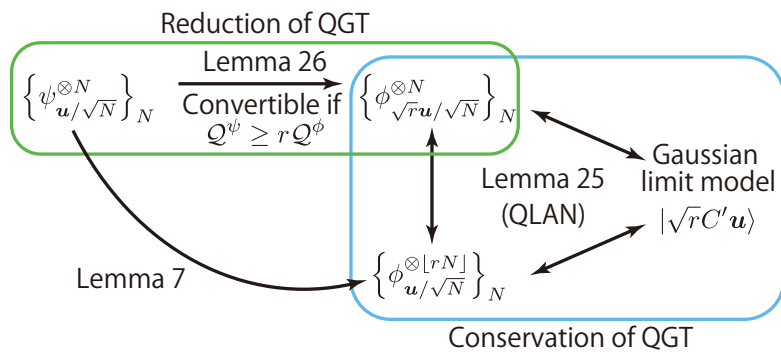 Reduction of QGT
Lemma 26
{ψ^{⊗N}_{u/√N}}_N
Convertible if
𝒬^ψ ≥ r𝒬^ϕ
{ϕ^{⊗N}_{√r u/√N}}_N
Lemma 25
(QLAN)
Gaussian
limit model
|√r C′u⟩
Lemma 7
{ϕ^{⊗⌊rN⌋}_{u/√N}}_N
Conservation of QGT